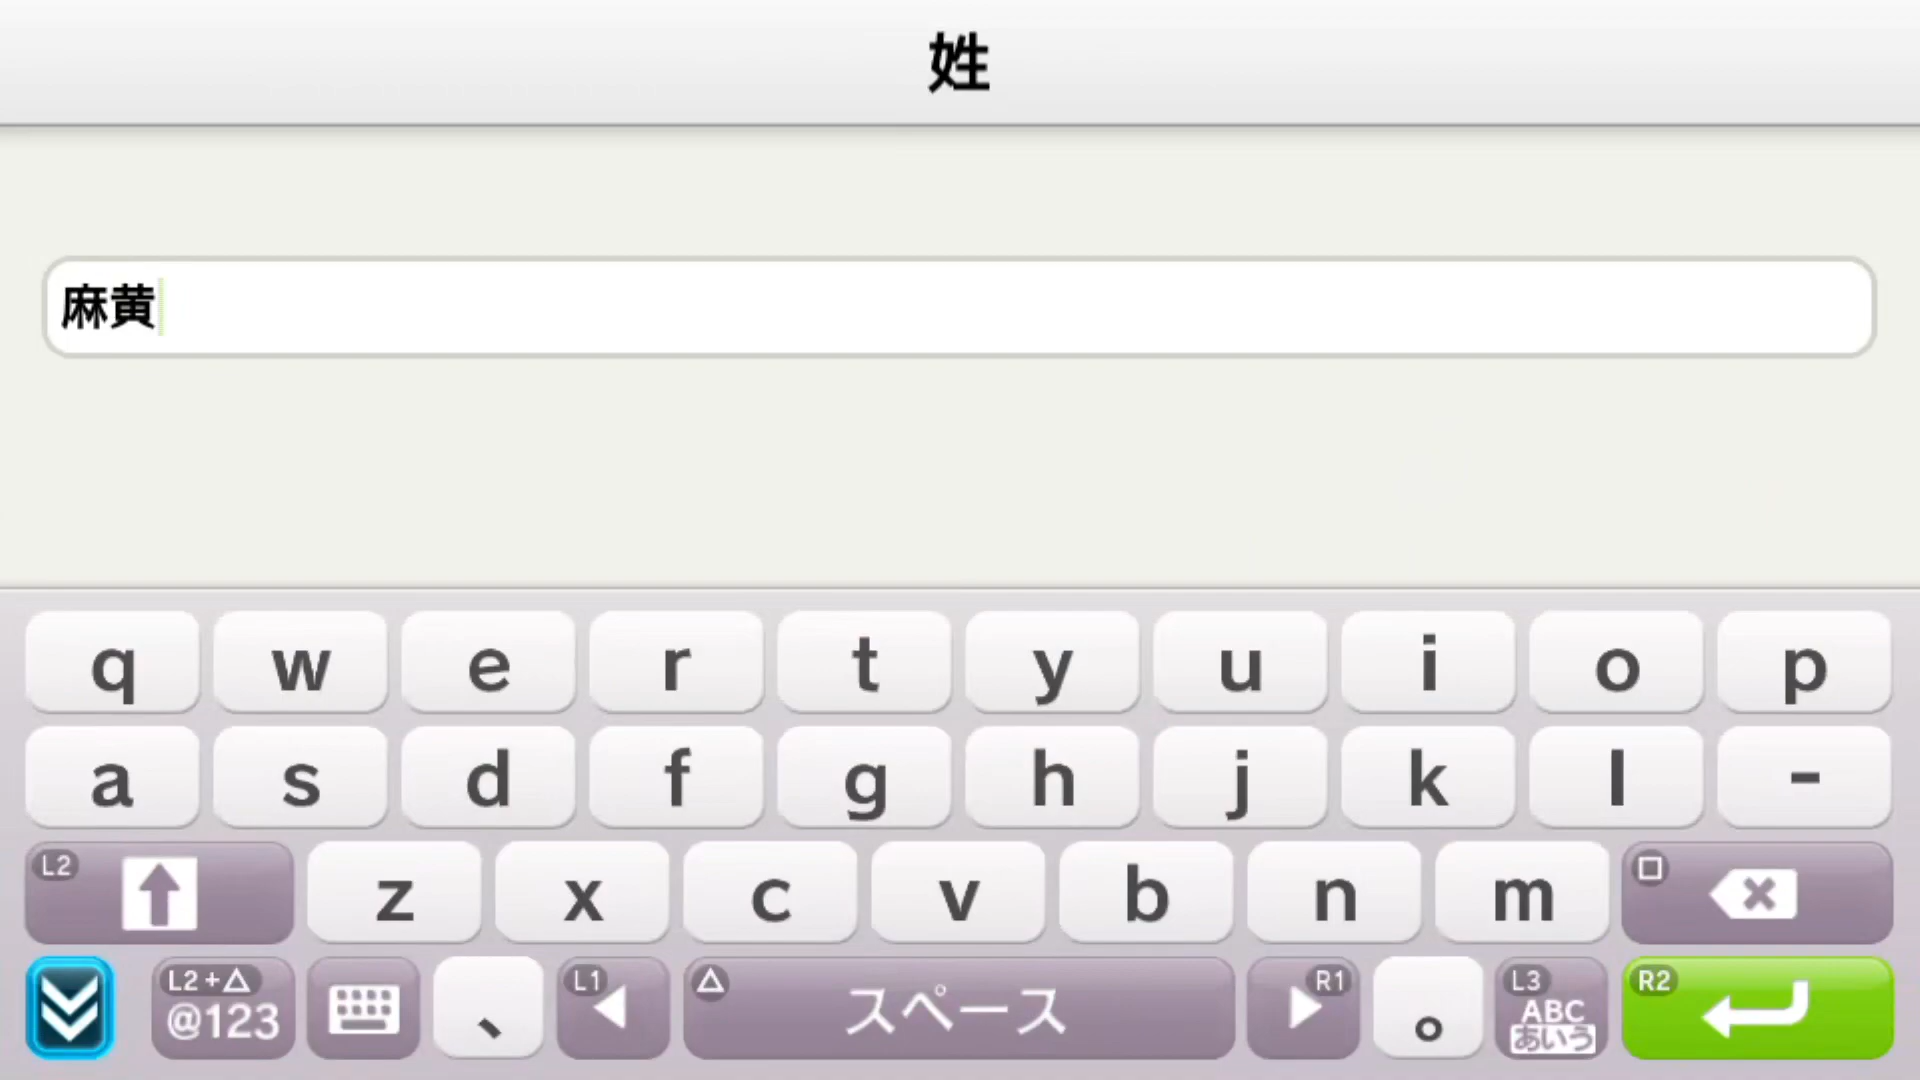 姓
麻黄
q w e r t y u i o p
a s d f g h j k l -
L2 z x c v b n m
L2+△ @123 、 L1 △ スペース R1 。 L3 ABC あいう R2